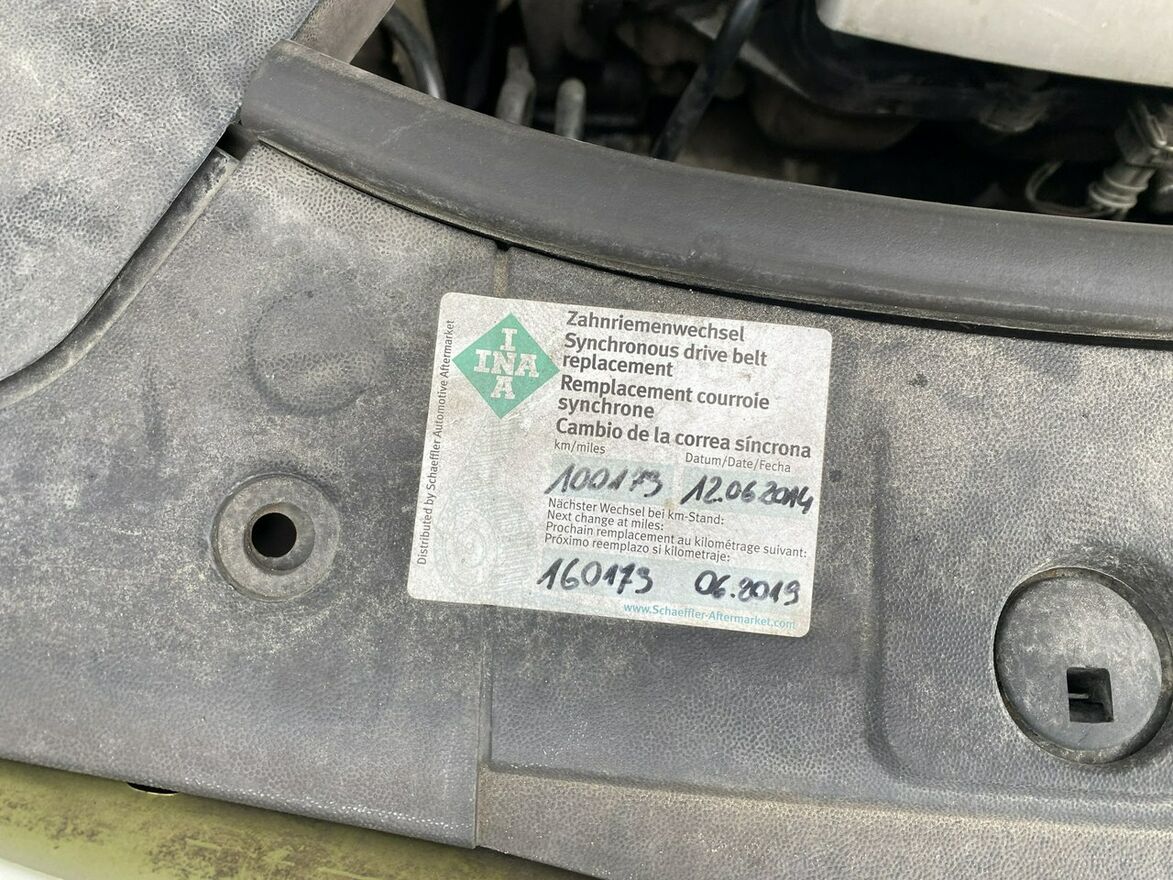 INA
INA
Zahnriemenwechsel
Synchronous drive belt
replacement
Remplacement courroie
synchrone
Cambio de la correa síncrona
km/miles
Datum/Date/Fecha
100173 12.06.2014
Nächster Wechsel bei km-Stand:
Next change at miles:
Prochain remplacement au kilométrage suivant:
Próximo reemplazo si kilometraje:
160173 06.2019
www.Schaeffler-Aftermarket.com
Distributed by Schaeffler Automotive Aftermarket